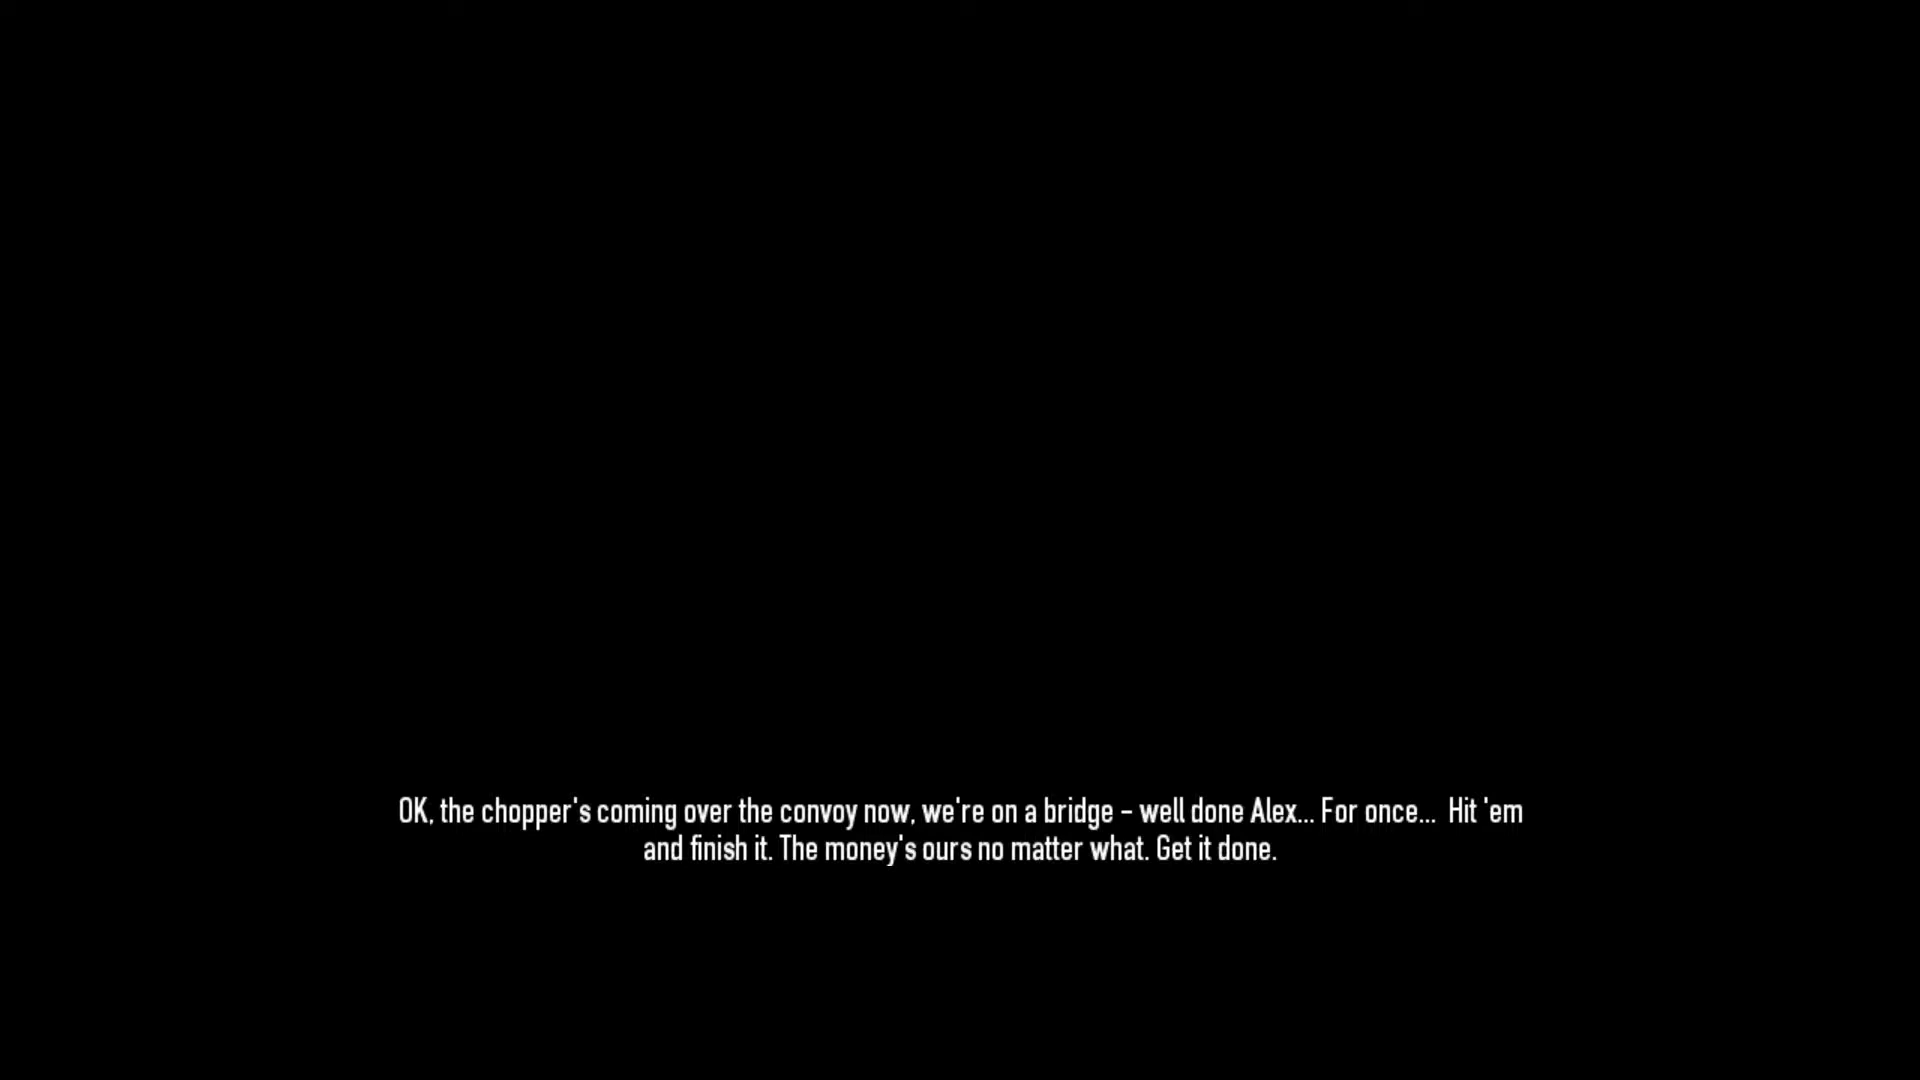 OK, the chopper's coming over the convoy now, we're on a bridge - well done Alex... For once...  Hit 'em
and finish it. The money's ours no matter what. Get it done.